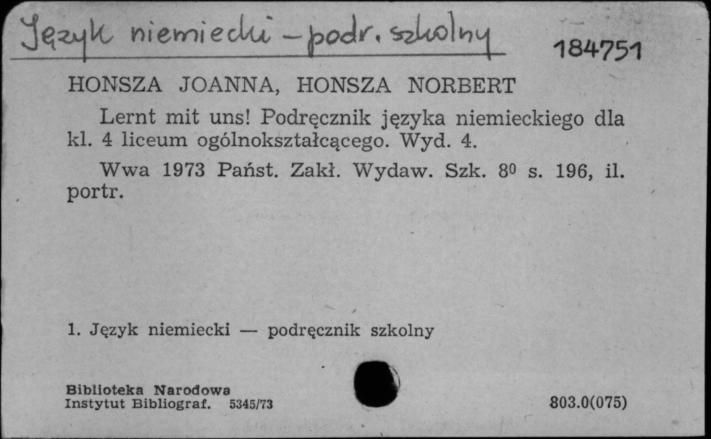 Język niemiecki – podr. szkolny
184751
HONSZA JOANNA, HONSZA NORBERT
Lernt mit uns! Podręcznik języka niemieckiego dla
kl. 4 liceum ogólnokształcącego. Wyd. 4.
Wwa 1973 Państ. Zakł. Wydaw. Szk. 8⁰ s. 196, il.
portr.
1. Język niemiecki — podręcznik szkolny
Biblioteka Narodowa
Instytut Bibliograf. 5345/73
803.0(075)